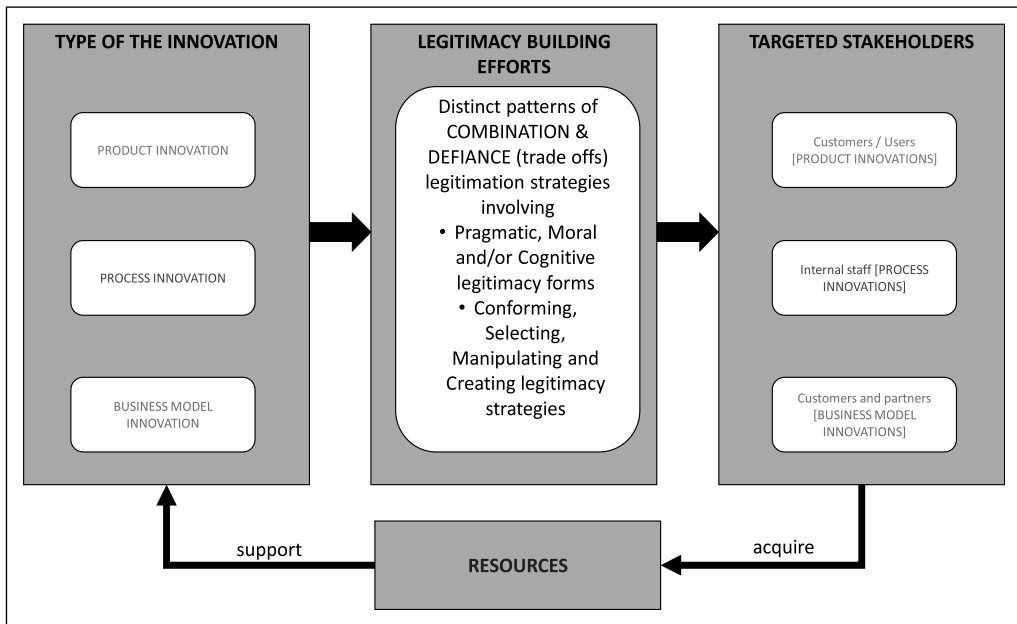 TYPE OF THE INNOVATION
PRODUCT INNOVATION
PROCESS INNOVATION
BUSINESS MODEL
INNOVATION
LEGITIMACY BUILDING
EFFORTS
Distinct patterns of
COMBINATION &
DEFIANCE (trade offs)
legitimation strategies
involving
• Pragmatic, Moral
and/or Cognitive
legitimacy forms
• Conforming,
Selecting,
Manipulating and
Creating legitimacy
strategies
TARGETED STAKEHOLDERS
Customers / Users
[PRODUCT INNOVATIONS]
Internal staff [PROCESS
INNOVATIONS]
Customers and partners
[BUSINESS MODEL
INNOVATIONS]
support
RESOURCES
acquire